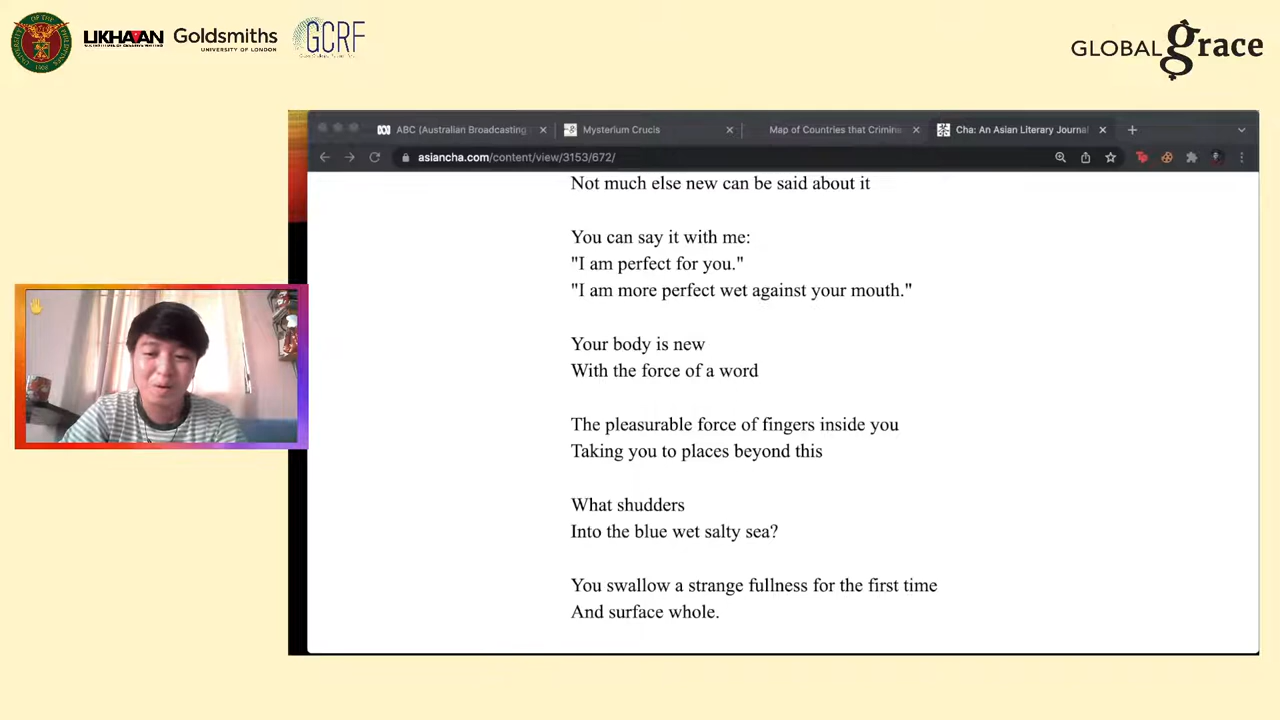 LIKHAAN
Goldsmiths
UNIVERSITY OF LONDON
GCRF
GLOBAL grace
ABC (Australian Broadcasting
Mysterium Crucis
Map of Countries that Crimin
Cha: An Asian Literary Journal
asiancha.com/content/view/3153/672/
Not much else new can be said about it
You can say it with me:
"I am perfect for you."
"I am more perfect wet against your mouth."
Your body is new
With the force of a word
The pleasurable force of fingers inside you
Taking you to places beyond this
What shudders
Into the blue wet salty sea?
You swallow a strange fullness for the first time
And surface whole.